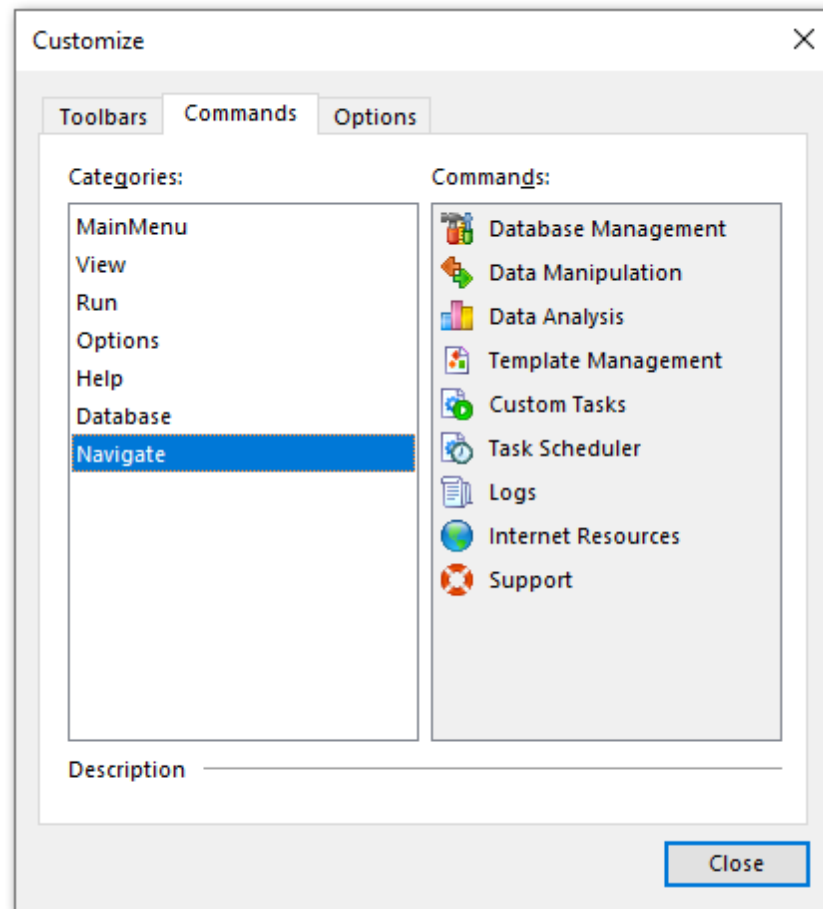 Customize
Toolbars Commands Options
Categories:
MainMenu
View
Run
Options
Help
Database
Navigate
Commands:
Database Management
Data Manipulation
Data Analysis
Template Management
Custom Tasks
Task Scheduler
Logs
Internet Resources
Support
Description
Close